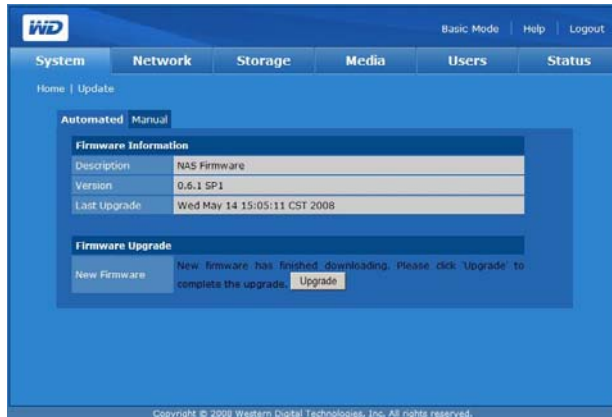 WD
Basic Mode | Help | Logout
System Network Storage Media Users Status
Home | Update
Automated Manual
Firmware Information
Description NAS Firmware
Version 0.6.1 SP1
Last Upgrade Wed May 14 15:05:11 CST 2008
Firmware Upgrade
New Firmware New firmware has finished downloading. Please click 'Upgrade' to
complete the upgrade. Upgrade
Copyright © 2008 Western Digital Technologies, Inc. All rights reserved.